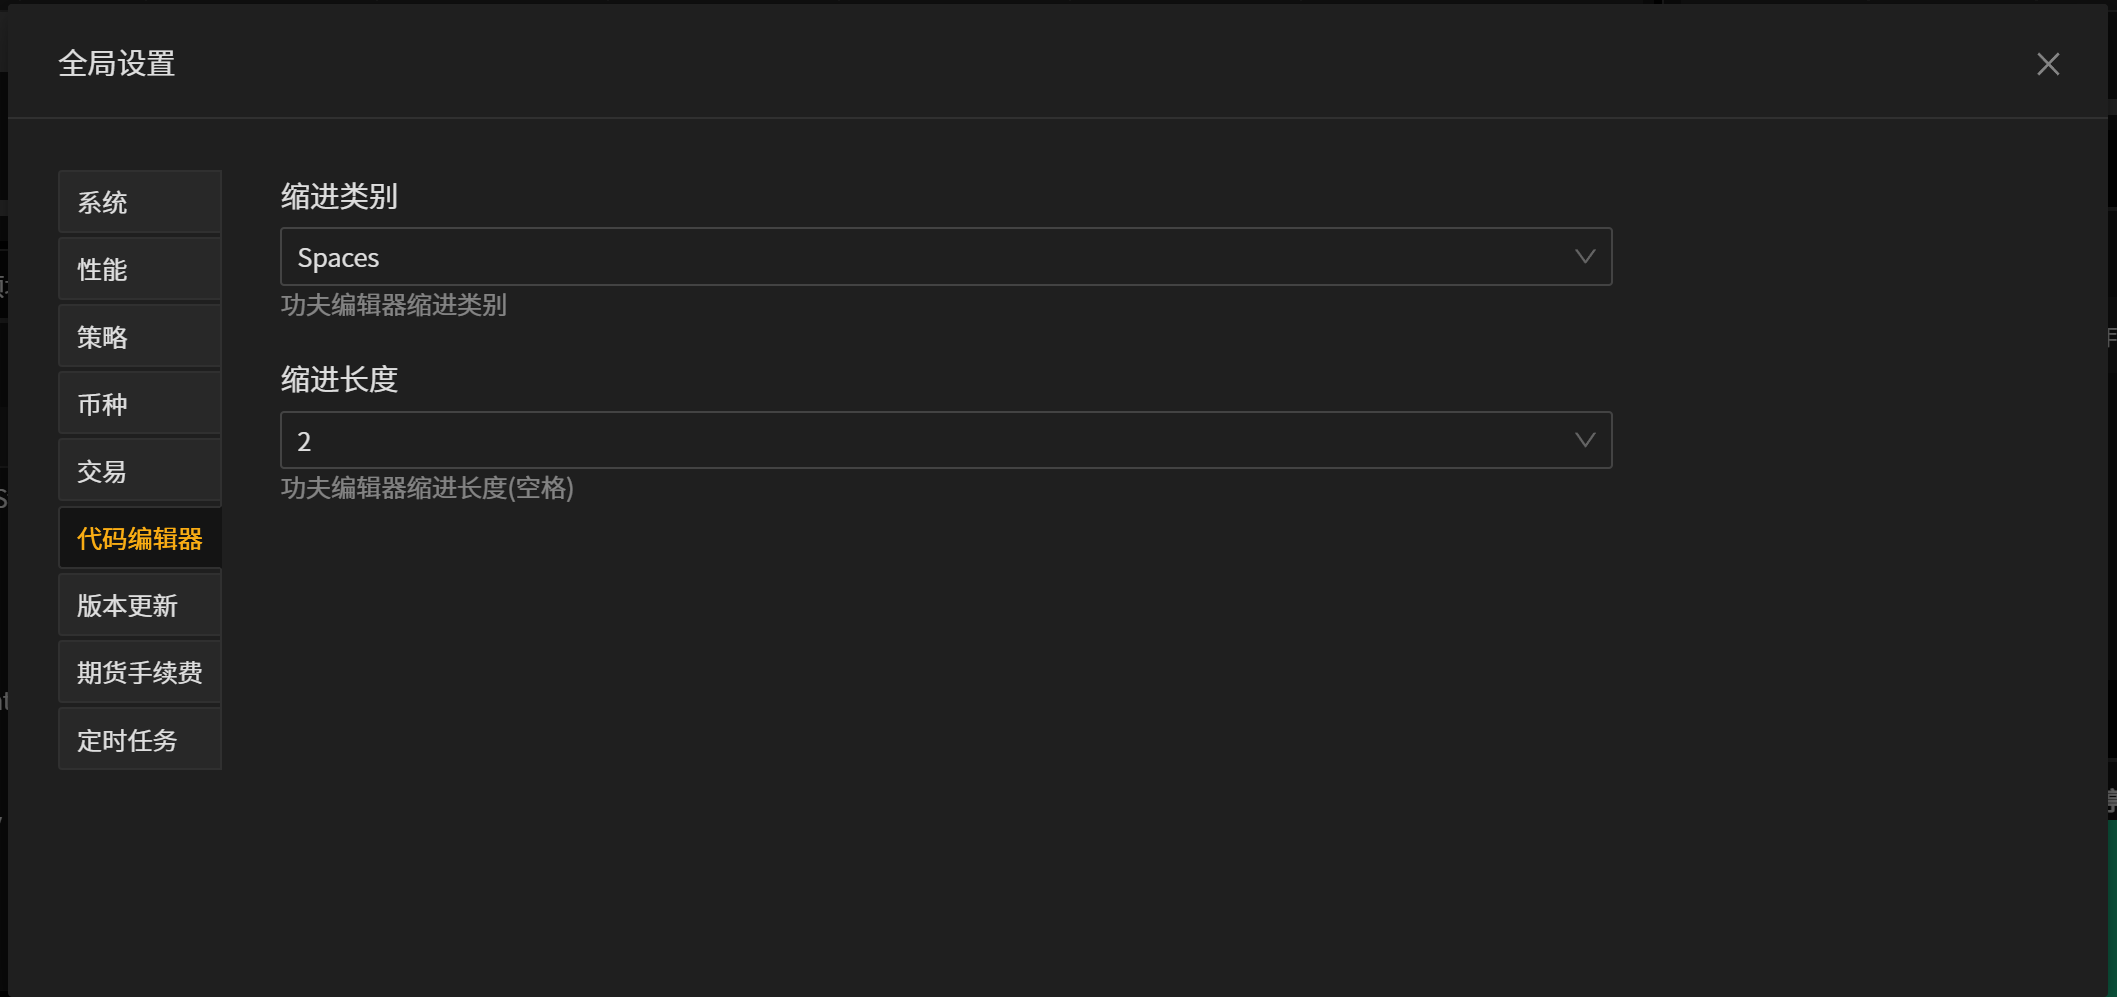 全局设置
系统
性能
策略
币种
交易
代码编辑器
版本更新
期货手续费
定时任务
缩进类别
Spaces
功夫编辑器缩进类别
缩进长度
2
功夫编辑器缩进长度(空格)